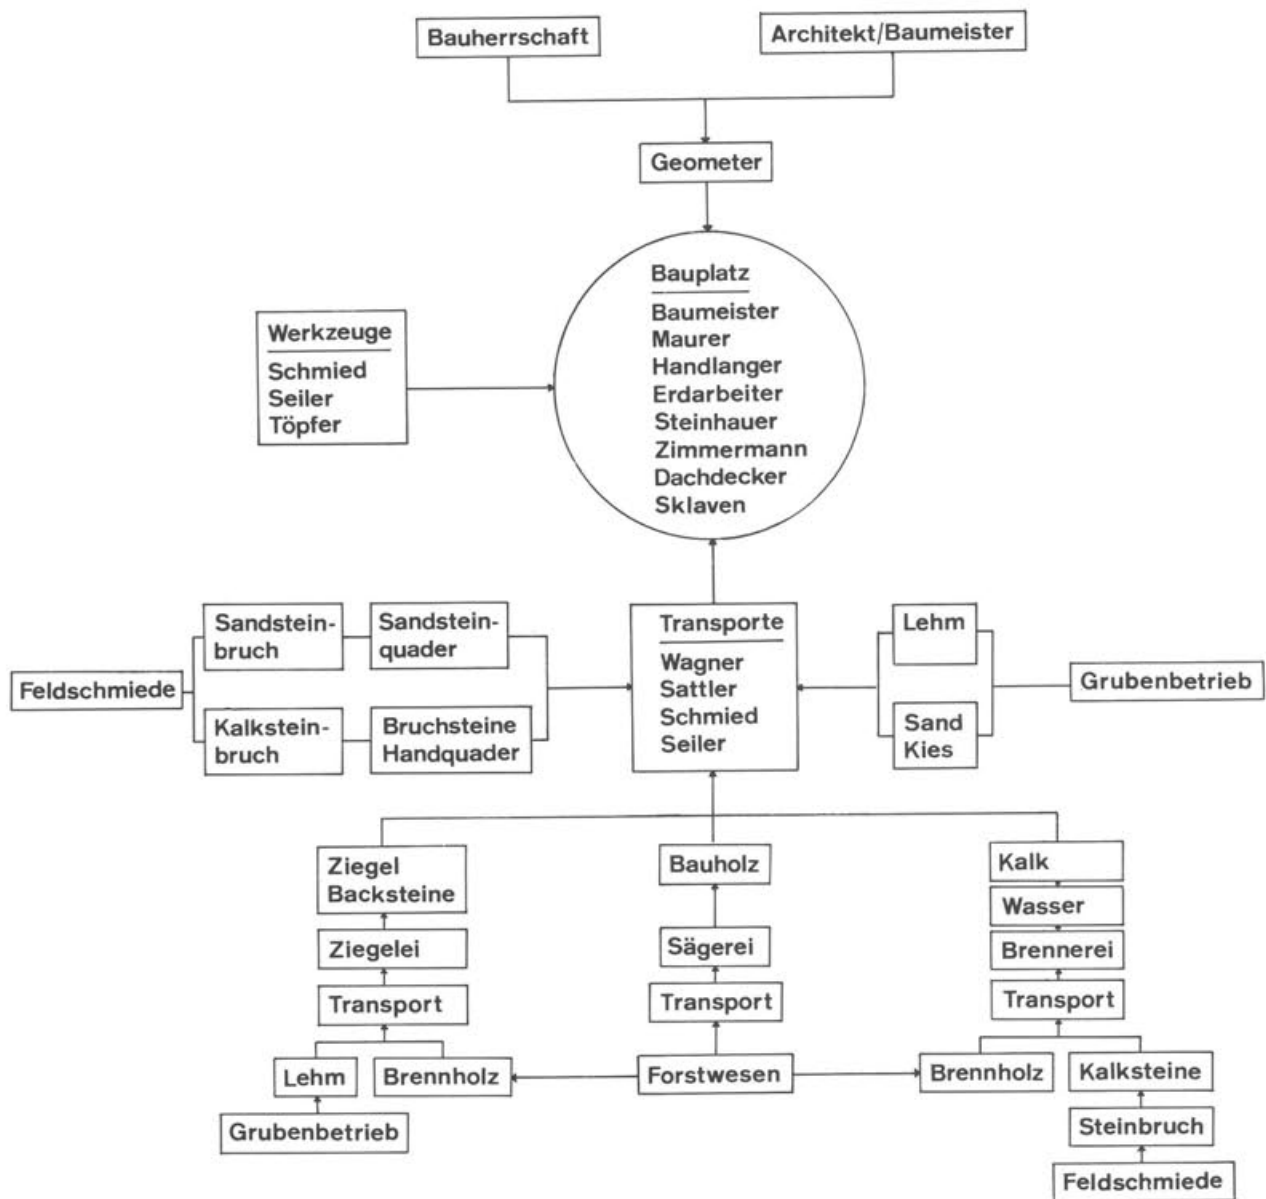 Bauherrschaft
Architekt/Baumeister
Geometer
Bauplatz
Baumeister
Maurer
Handlanger
Erdarbeiter
Steinhauer
Zimmermann
Dachdecker
Sklaven
Werkzeuge
Schmied
Seiler
Töpfer
Feldschmiede
Sandstein-
bruch
Sandstein-
quader
Kalkstein-
bruch
Bruchsteine
Handquader
Transporte
Wagner
Sattler
Schmied
Seiler
Lehm
Sand
Kies
Grubenbetrieb
Ziegel
Backsteine
Ziegelei
Transport
Lehm
Brennholz
Grubenbetrieb
Bauholz
Sägerei
Transport
Forstwesen
Kalk
Wasser
Brennerei
Transport
Brennholz
Kalksteine
Steinbruch
Feldschmiede